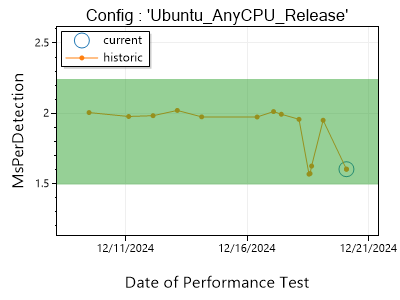 Config : 'Ubuntu_AnyCPU_Release'
current
historic
2.5
2
1.5
MsPerDetection
12/11/2024
12/16/2024
12/21/2024
Date of Performance Test